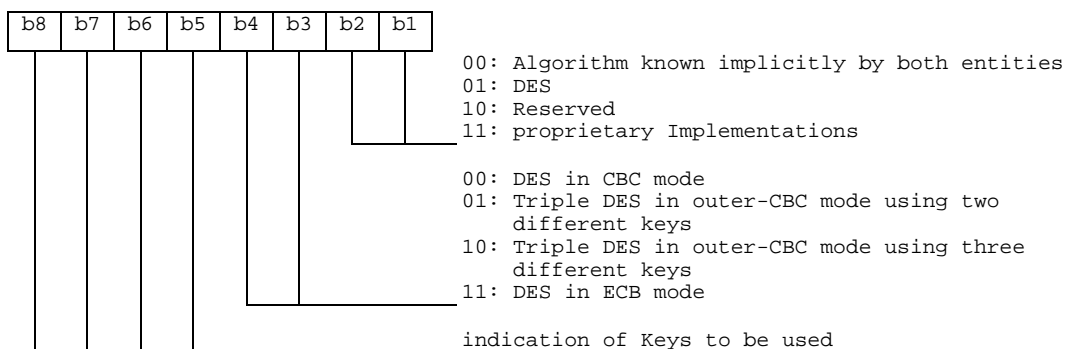 b8 b7 b6 b5 b4 b3 b2 b1
00: Algorithm known implicitly by both entities
01: DES
10: Reserved
11: proprietary Implementations
00: DES in CBC mode
01: Triple DES in outer-CBC mode using two
different keys
10: Triple DES in outer-CBC mode using three
different keys
11: DES in ECB mode
indication of Keys to be used